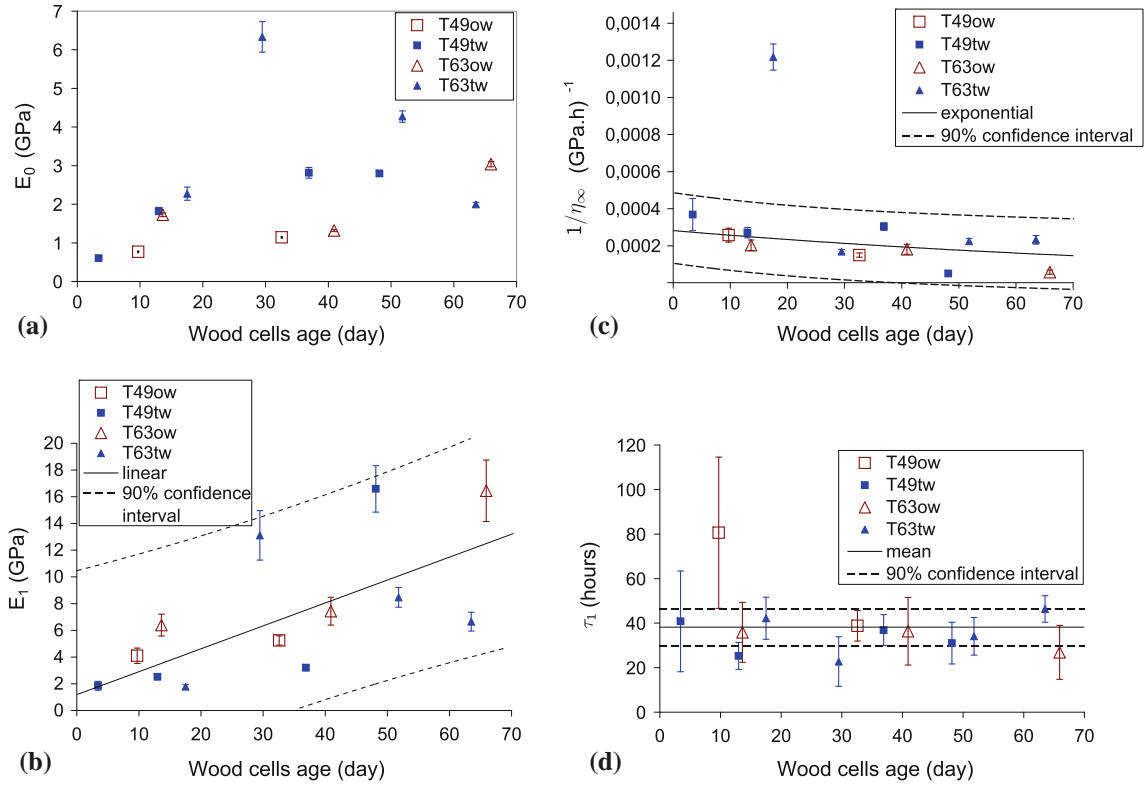 7
6
5
4
3
2
1
0
E0 (GPa)
0 10 20 30 40 50 60 70
Wood cells age (day)
T49ow
T49tw
T63ow
T63tw
(a)
0,0014
0,0012
0,001
0,0008
0,0006
0,0004
0,0002
1/η∞ (GPa.h)-1
0 10 20 30 40 50 60 70
Wood cells age (day)
T49ow
T49tw
T63ow
T63tw
exponential
90% confidence interval
(c)
T49ow
T49tw
T63ow
T63tw
linear
90% confidence
interval)
20
18
16
14
12
10
8
6
4
2
0
E1 (GPa)
0 10 20 30 40 50 60 70
Wood cells age (day)
(b)
120
100
80
60
40
20
0
τ1 (hours)
0 10 20 30 40 50 60 70
Wood cells age (day)
T49ow
T49tw
T63ow
T63tw
mean
90% confidence interval)
(d)